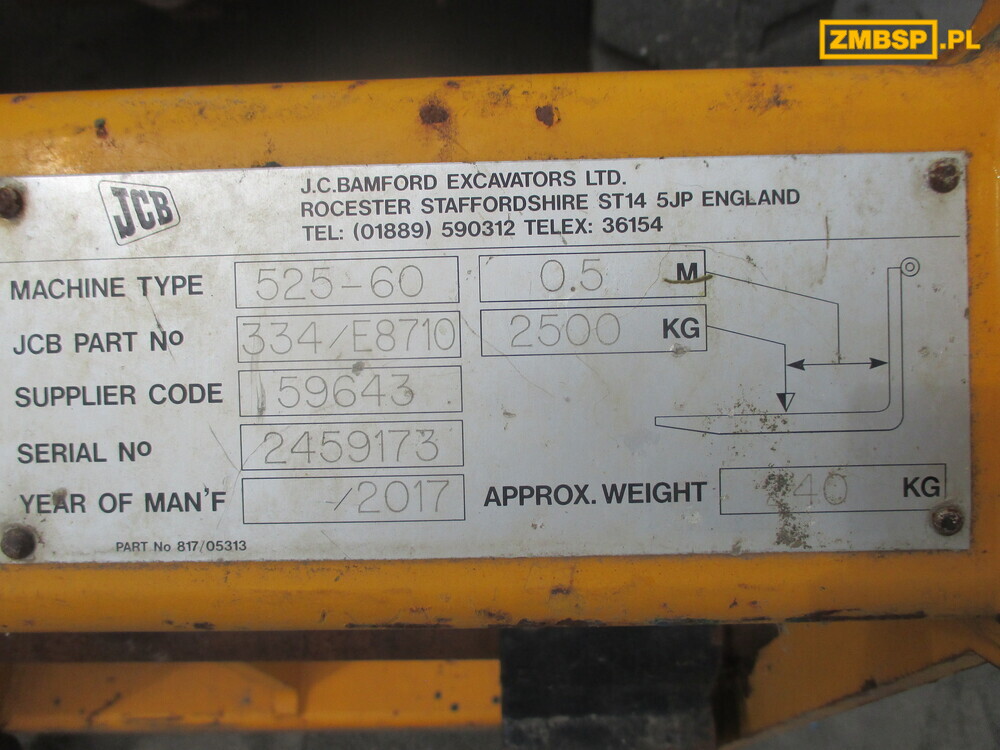 ZMBSP.PL
JCB
J.C.BAMFORD EXCAVATORS LTD.
ROCESTER STAFFORDSHIRE ST14 5JP ENGLAND
TEL: (01889) 590312 TELEX: 36154
MACHINE TYPE 525-60 0.5 M
JCB PART No 334/E8710 2500 KG
SUPPLIER CODE 159643
SERIAL No 2459173
YEAR OF MAN'F -/2017 APPROX. WEIGHT KG
PART No 817/05313